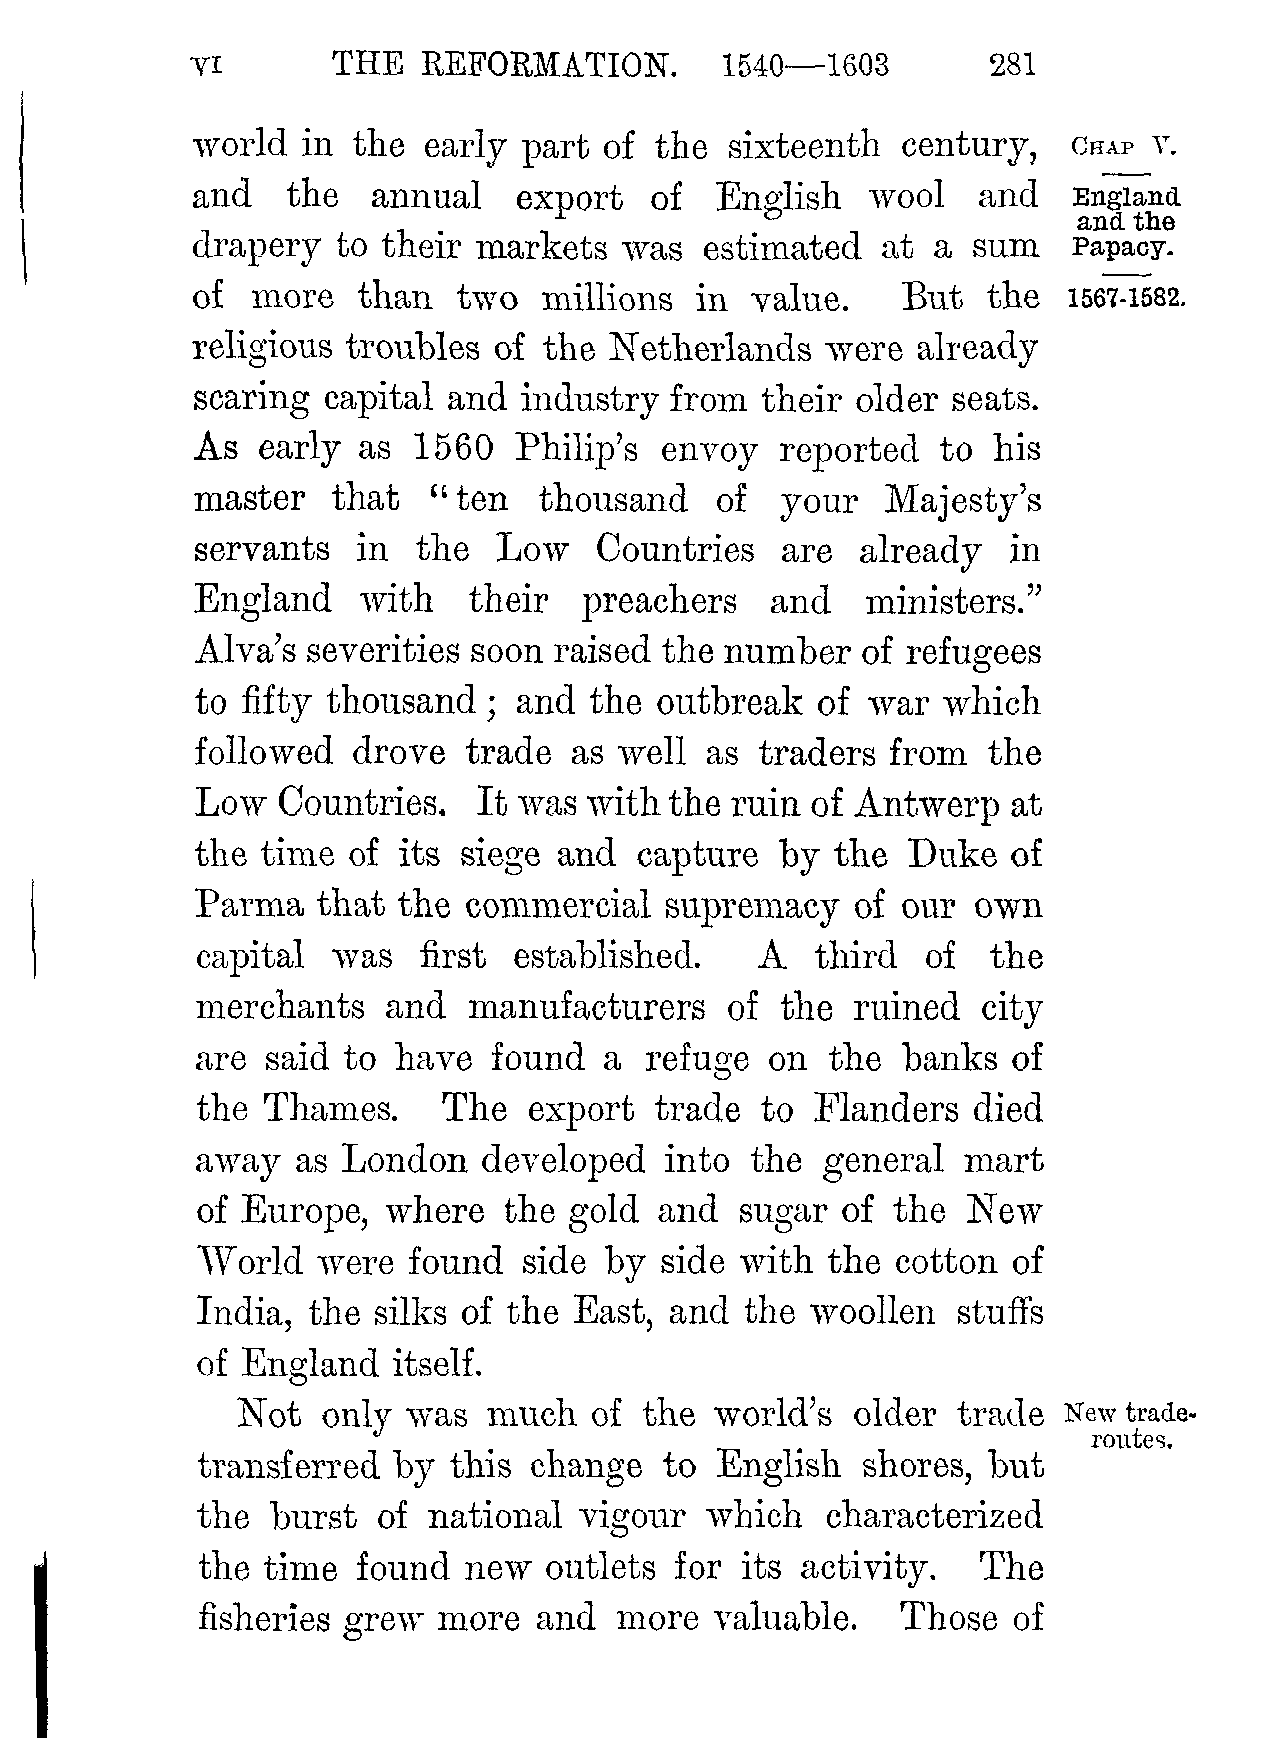 VI THE REFORMATION. 1540—1603 281
world in the early part of the sixteenth century,
and the annual export of English wool and
drapery to their markets was estimated at a sum
of more than two millions in value. But the
religious troubles of the Netherlands were already
scaring capital and industry from their older seats.
As early as 1560 Philip's envoy reported to his
master that “ten thousand of your Majesty's
servants in the Low Countries are already in
England with their preachers and ministers.”
Alva's severities soon raised the number of refugees
to fifty thousand; and the outbreak of war which
followed drove trade as well as traders from the
Low Countries. It was with the ruin of Antwerp at
the time of its siege and capture by the Duke of
Parma that the commercial supremacy of our own
capital was first established. A third of the
merchants and manufacturers of the ruined city
are said to have found a refuge on the banks of
the Thames. The export trade to Flanders died
away as London developed into the general mart
of Europe, where the gold and sugar of the New
World were found side by side with the cotton of
India, the silks of the East, and the woollen stuffs
of England itself.
Not only was much of the world's older trade
transferred by this change to English shores, but
the burst of national vigour which characterized
the time found new outlets for its activity. The
fisheries grew more and more valuable. Those of
CHAP V.
England
and the
Papacy.
1567-1582.
New trade-
routes.